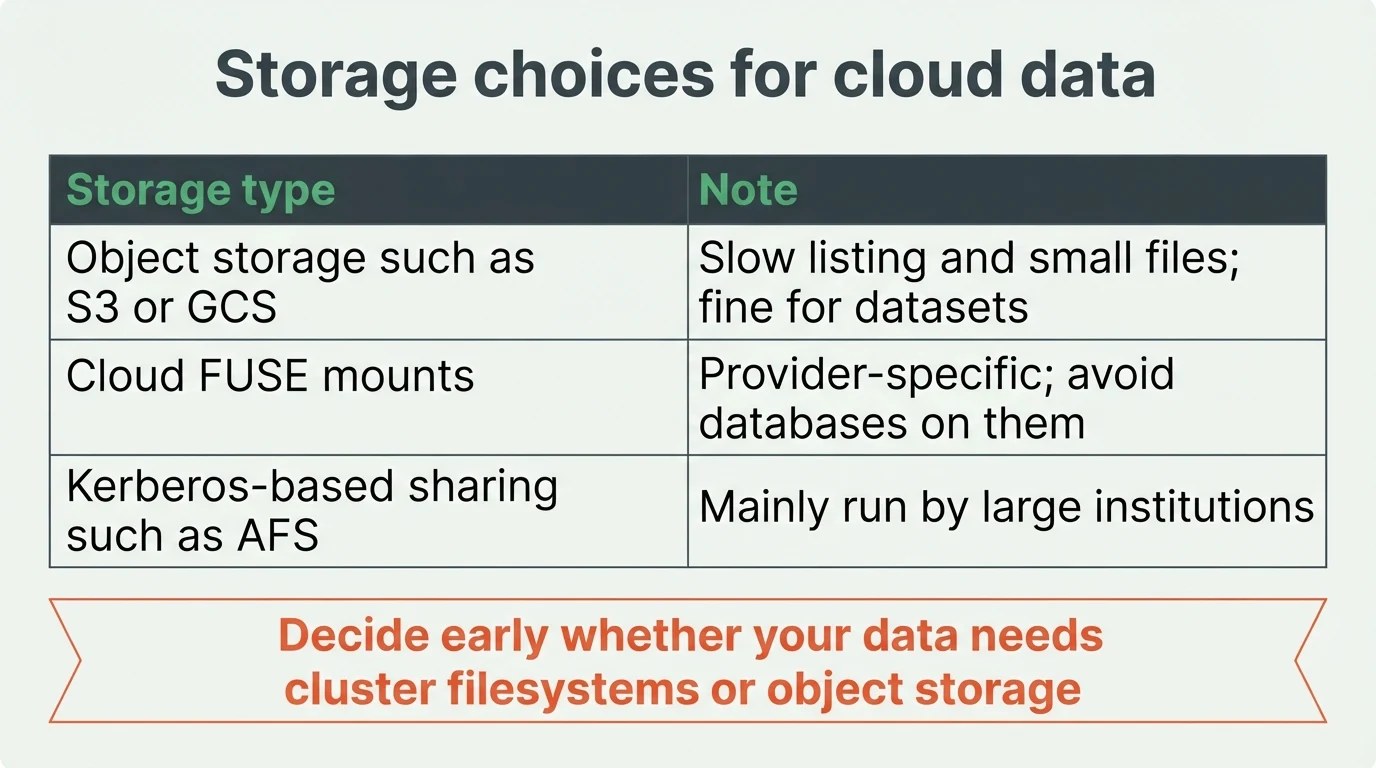 Storage choices for cloud data
Storage type
Note
Object storage such as
S3 or GCS
Slow listing and small files;
fine for datasets
Cloud FUSE mounts
Provider-specific; avoid
databases on them
Kerberos-based sharing
such as AFS
Mainly run by large institutions
Decide early whether your data needs
cluster filesystems or object storage